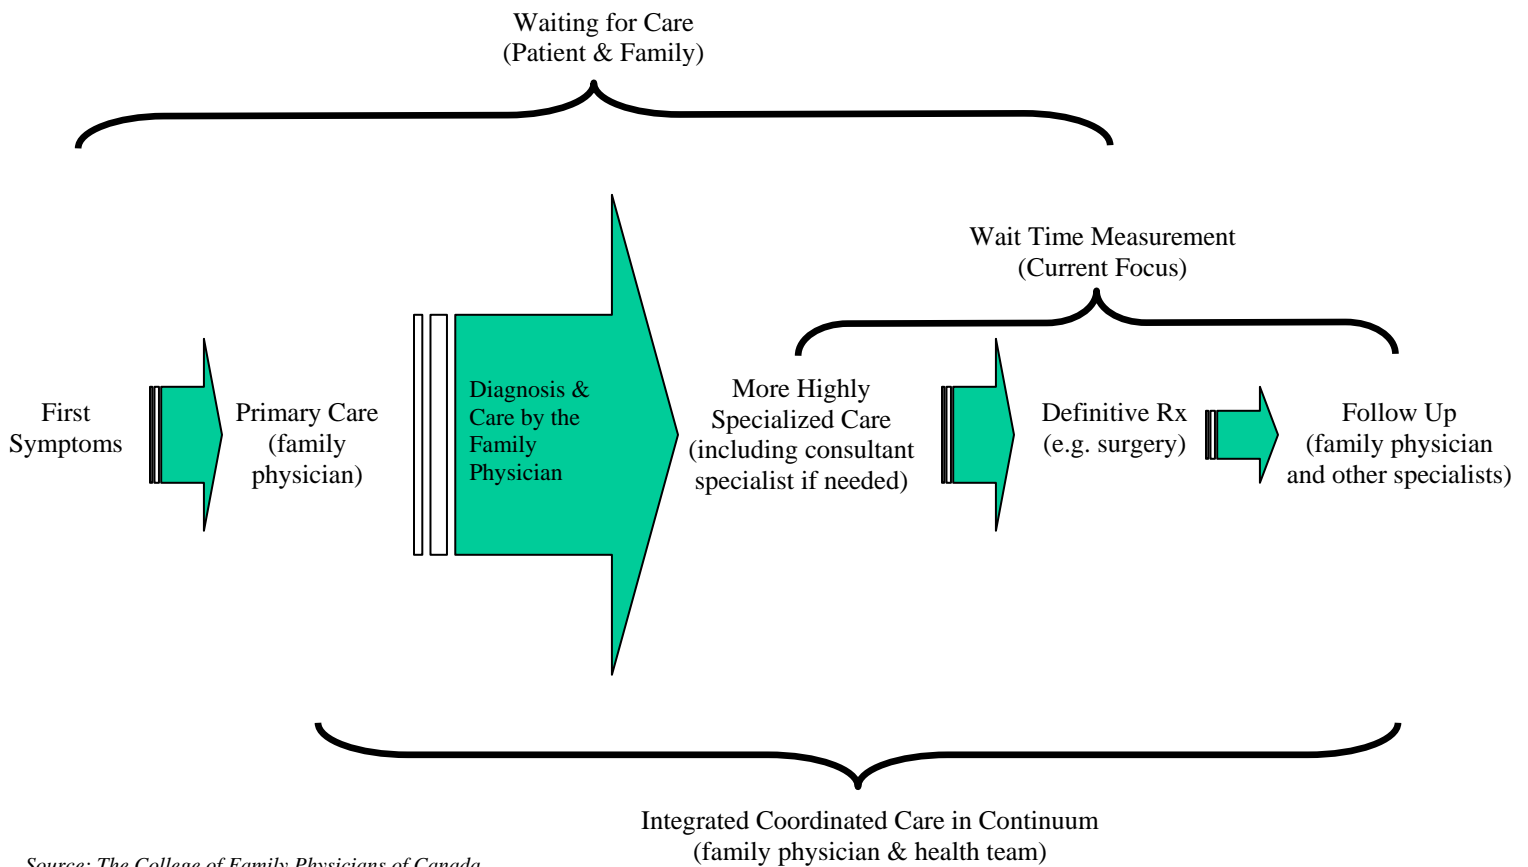 Waiting for Care
(Patient & Family)
Wait Time Measurement
(Current Focus)
First
Symptoms
Primary Care
(family
physician)
Diagnosis &
Care by the
Family
Physician
More Highly
Specialized Care
(including consultant
specialist if needed)
Definitive Rx
(e.g. surgery)
Follow Up
(family physician
and other specialists)
Integrated Coordinated Care in Continuum
(family physician & health team)
Source: The College of Family Physicians of Canada